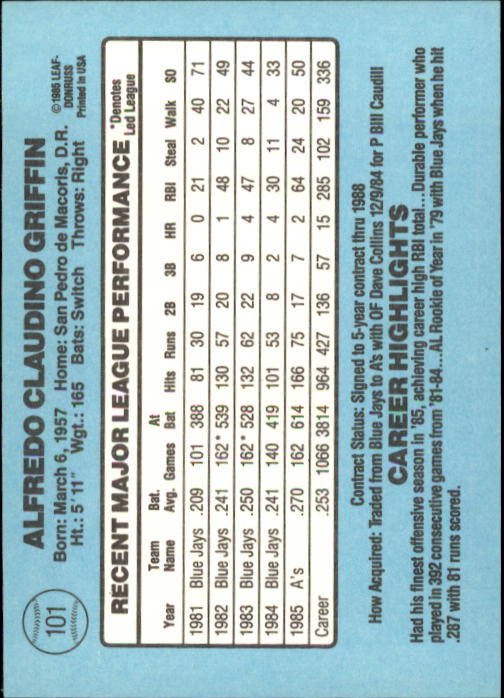 101
ALFREDO CLAUDINO GRIFFIN
©1985 LEAF-
DONRUSS
Printed in USA
Born: March 6, 1957 Home: San Pedro de Macoris, D.R.
Ht.: 5' 11" Wgt.: 165 Bats: Switch Throws: Right
RECENT MAJOR LEAGUE PERFORMANCE
*Denotes
Led League
Year Team Name Bat. Avg. Games At Bat Hits Runs 2B 3B HR RBI Steal Walk SO
1981 Blue Jays .209 101 388 81 30 19 6 0 21 2 40 71
1982 Blue Jays .241 162* 539 130 57 20 8 1 48 10 22 49
1983 Blue Jays .250 162* 528 132 62 22 9 4 47 8 27 44
1984 Blue Jays .241 140 419 101 53 8 2 4 30 11 4 33
1985 A's .270 162 614 166 75 17 7 2 64 24 20 50
Career .253 1066 3814 964 427 136 57 15 285 102 159 336
Contract Status: Signed to 5-year contract thru 1988
How Acquired: Traded from Blue Jays to A's with OF Dave Collins 12/9/84 for P Bill Caudill
CAREER HIGHLIGHTS
Had his finest offensive season in '85, achieving career high RBI total...Durable performer who
played in 392 consecutive games from '81-84...AL Rookie of Year in '79 with Blue Jays when he hit
.287 with 81 runs scored.